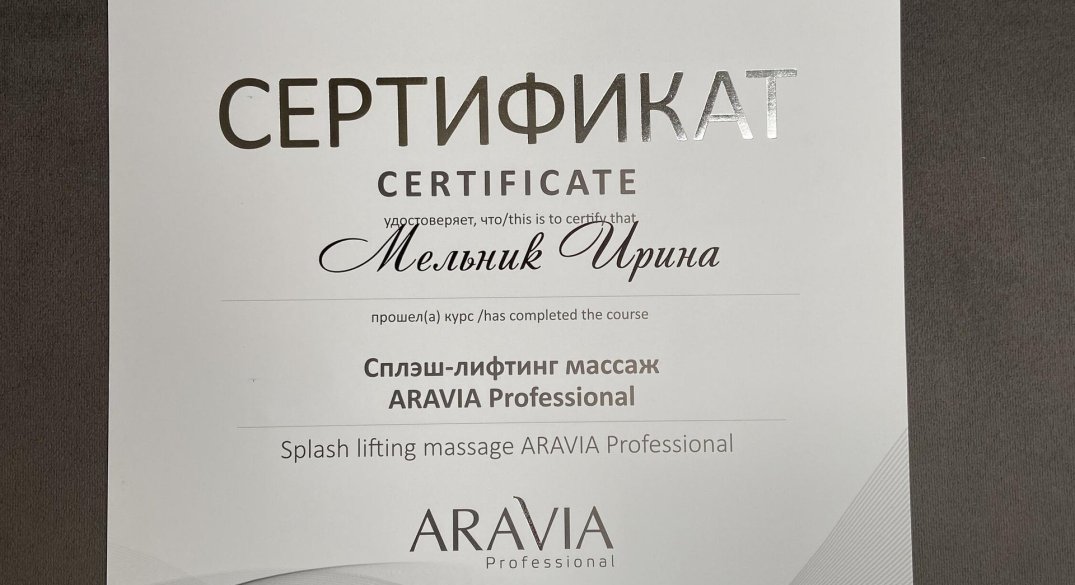 СЕРТИФИКАТ
CERTIFICATE
удостоверяет, что/this is to certify that
Мельник Ирина
прошел(а) курс /has completed the course
Сплэш-лифтинг массаж
ARAVIA Professional
Splash lifting massage ARAVIA Professional
ARAVIA
Professional